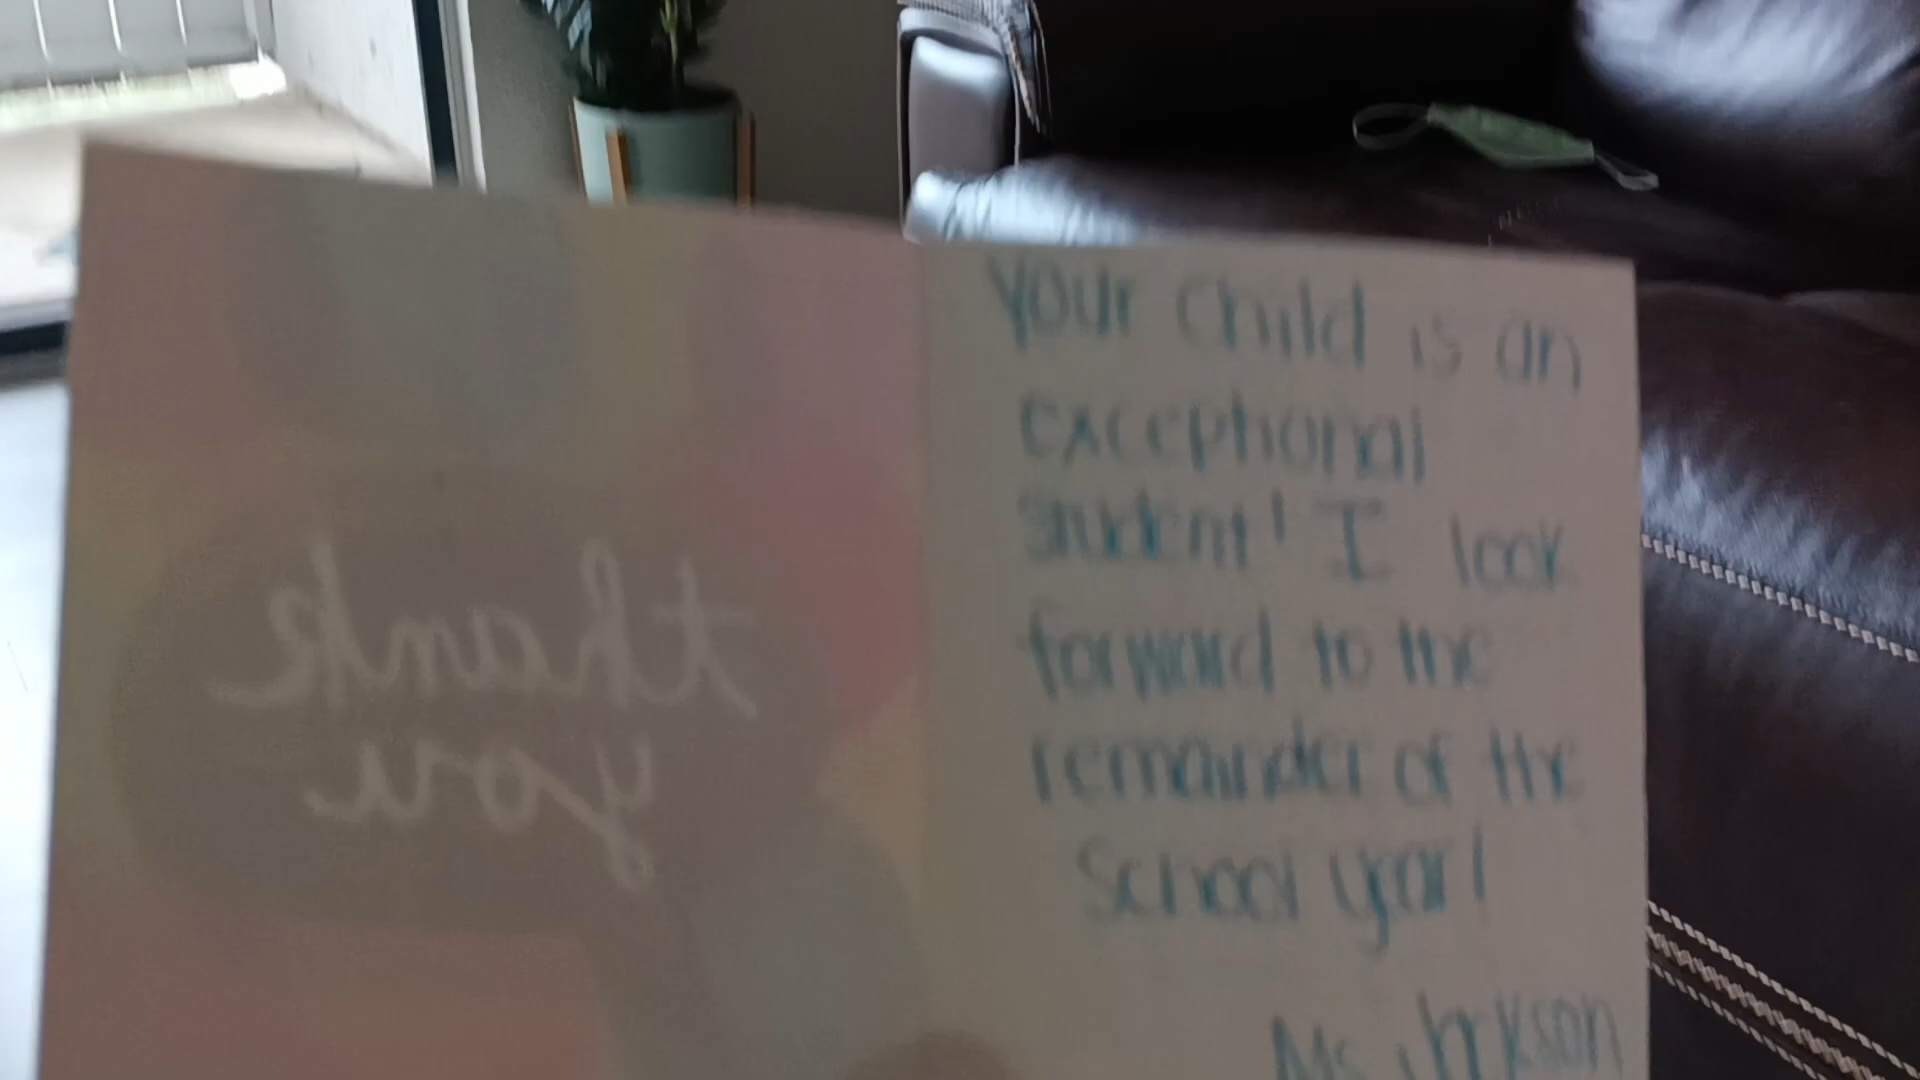 thank
you
Your Child is an
exceptional
student! I look
forward to the
remainder of the
School year!
Ms. Jackson